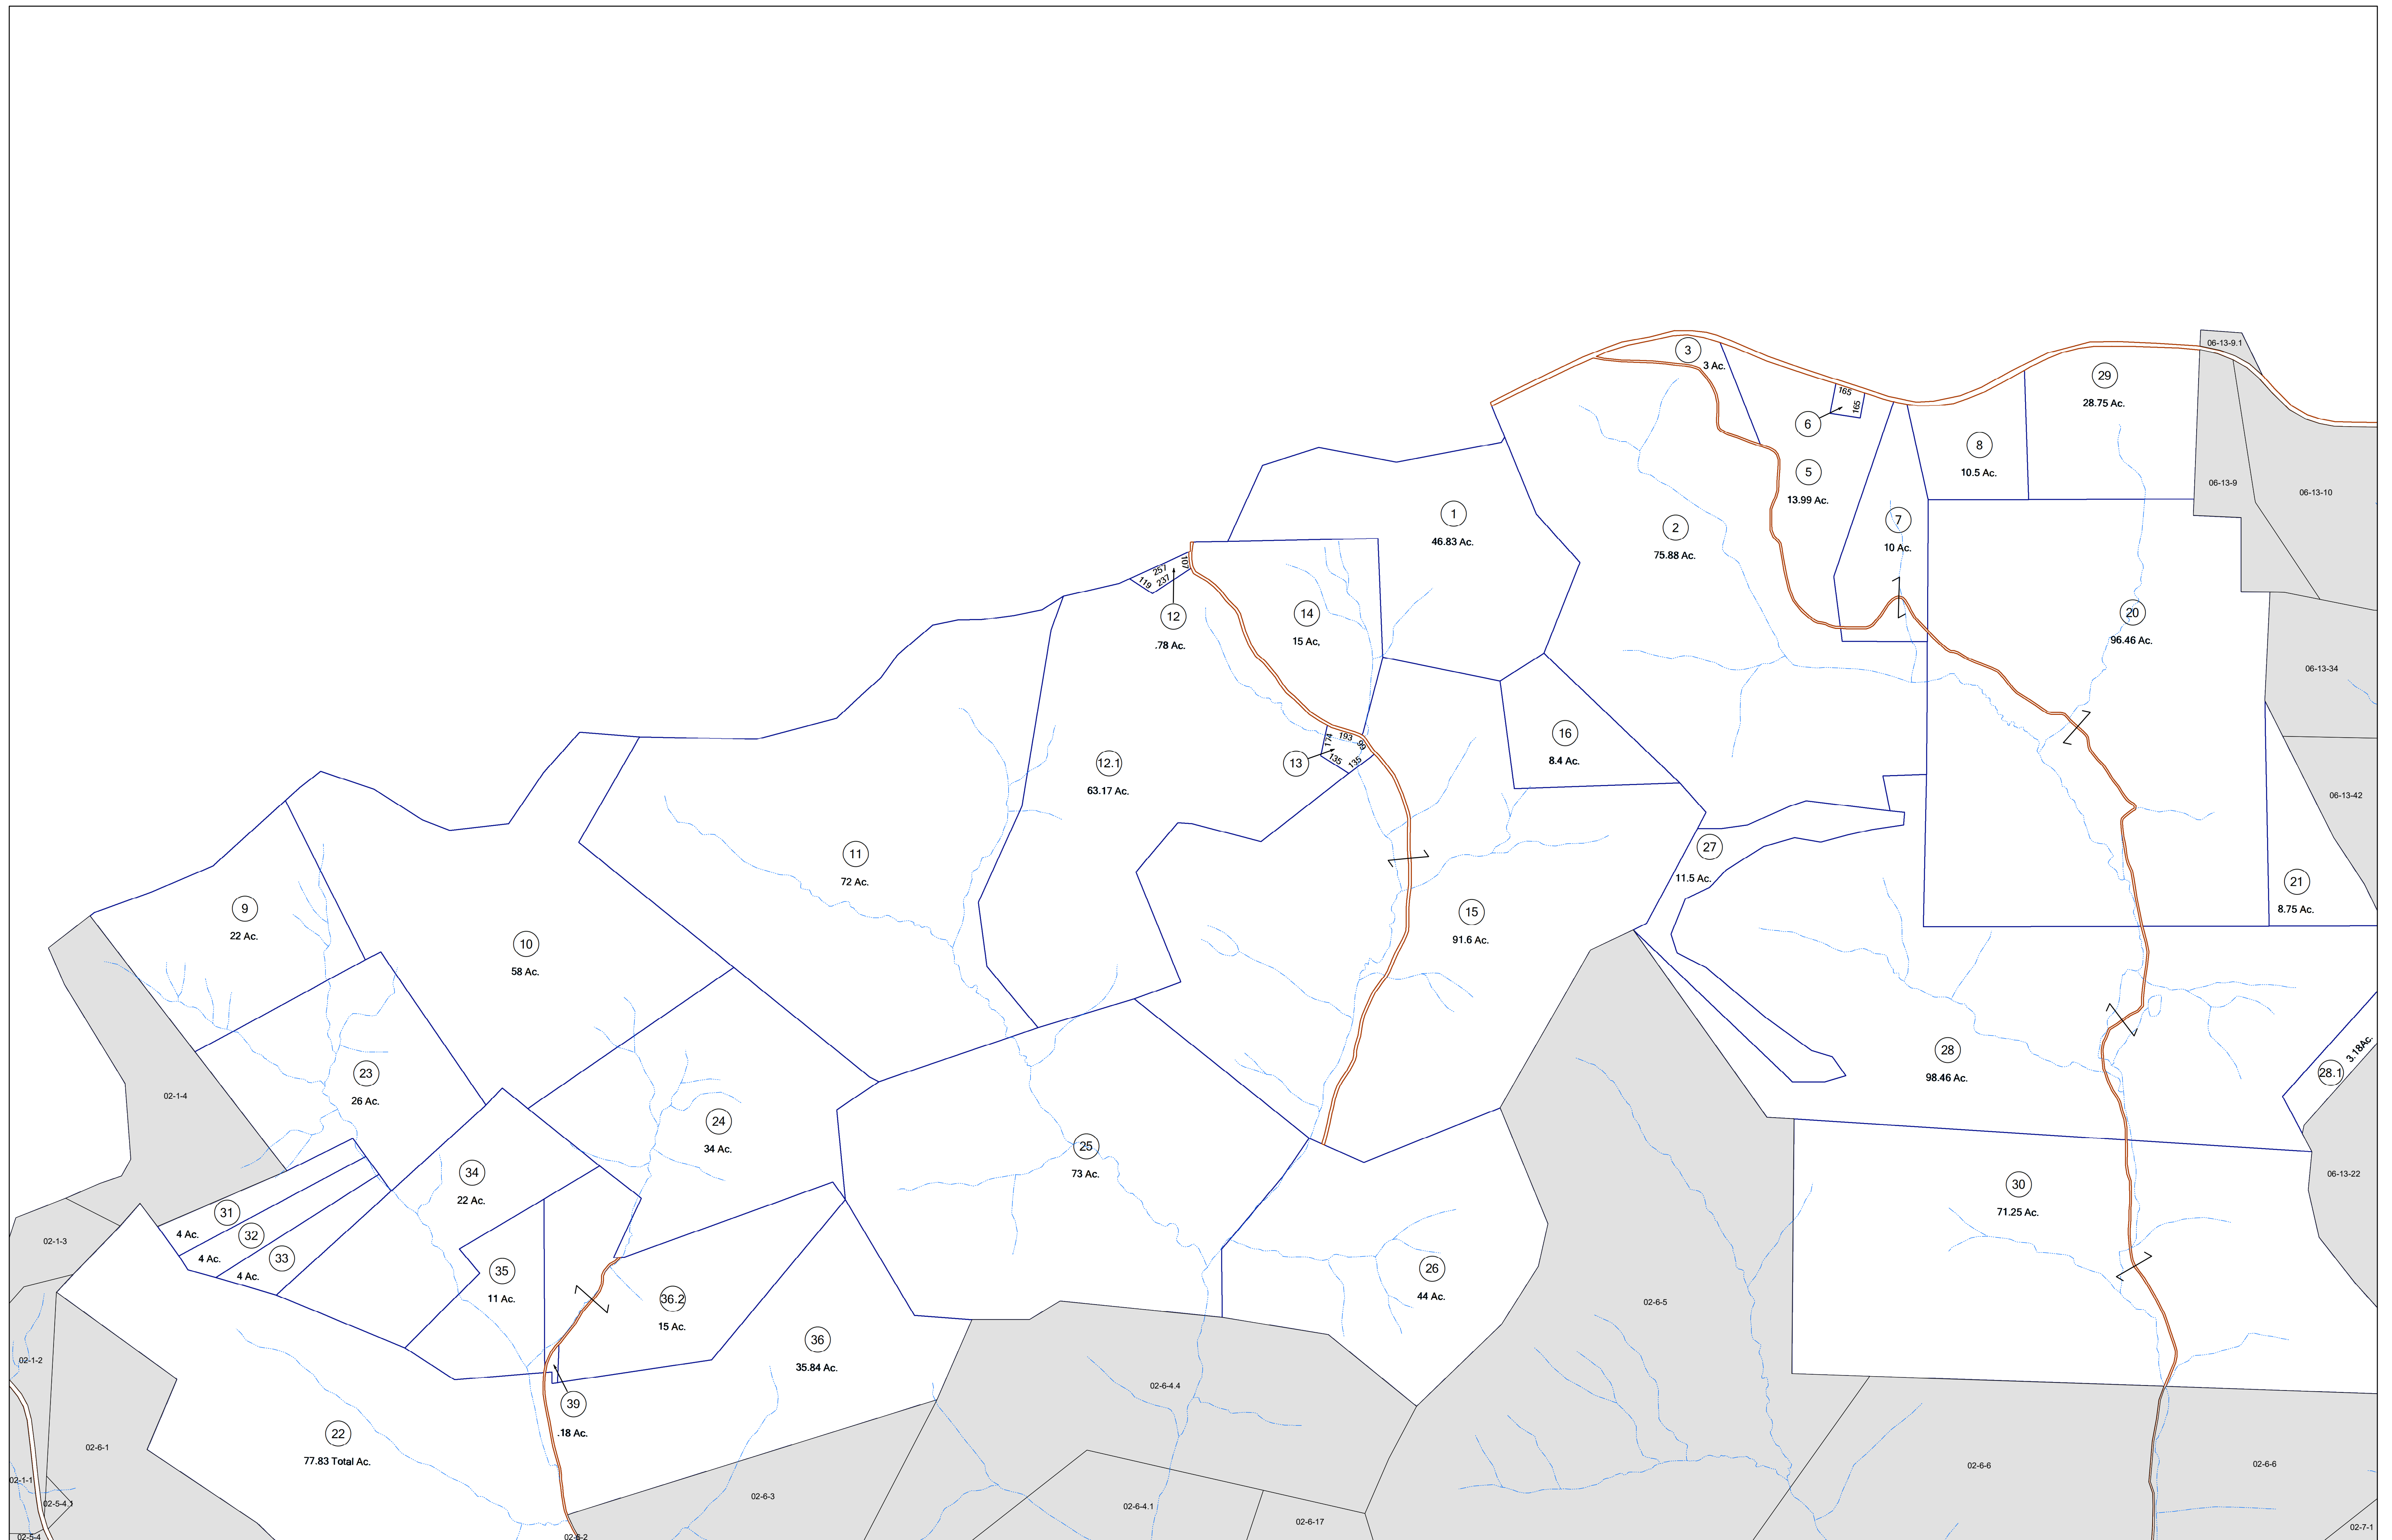 06-13-9.1
3
3 Ac.
29
28.75 Ac.
165
165
6
8
10.5 Ac.
5
13.99 Ac.
06-13-9
06-13-10
1
46.83 Ac.
2
75.88 Ac.
7
10 Ac.
257
107
119
237
12
.78 Ac.
14
15 Ac,
20
96.46 Ac.
06-13-34
174
193
99
135
135
13
16
8.4 Ac.
12.1
63.17 Ac.
06-13-42
11
72 Ac.
27
11.5 Ac.
21
8.75 Ac.
9
22 Ac.
15
91.6 Ac.
10
58 Ac.
28
98.46 Ac.
3.18Ac.
28.1
23
26 Ac.
02-1-4
24
34 Ac.
25
73 Ac.
34
22 Ac.
06-13-22
30
71.25 Ac.
31
4 Ac.
32
4 Ac.
33
4 Ac.
02-1-3
35
11 Ac.
26
44 Ac.
36.2
15 Ac.
02-6-5
36
35.84 Ac.
02-1-2
02-6-4.4
39
.18 Ac.
22
77.83 Total Ac.
02-6-1
02-6-6
02-6-6
02-1-1
02-6-3
02-5-4.1
02-6-4.1
02-6-17
02-7-1
02-5-4
02-6-2